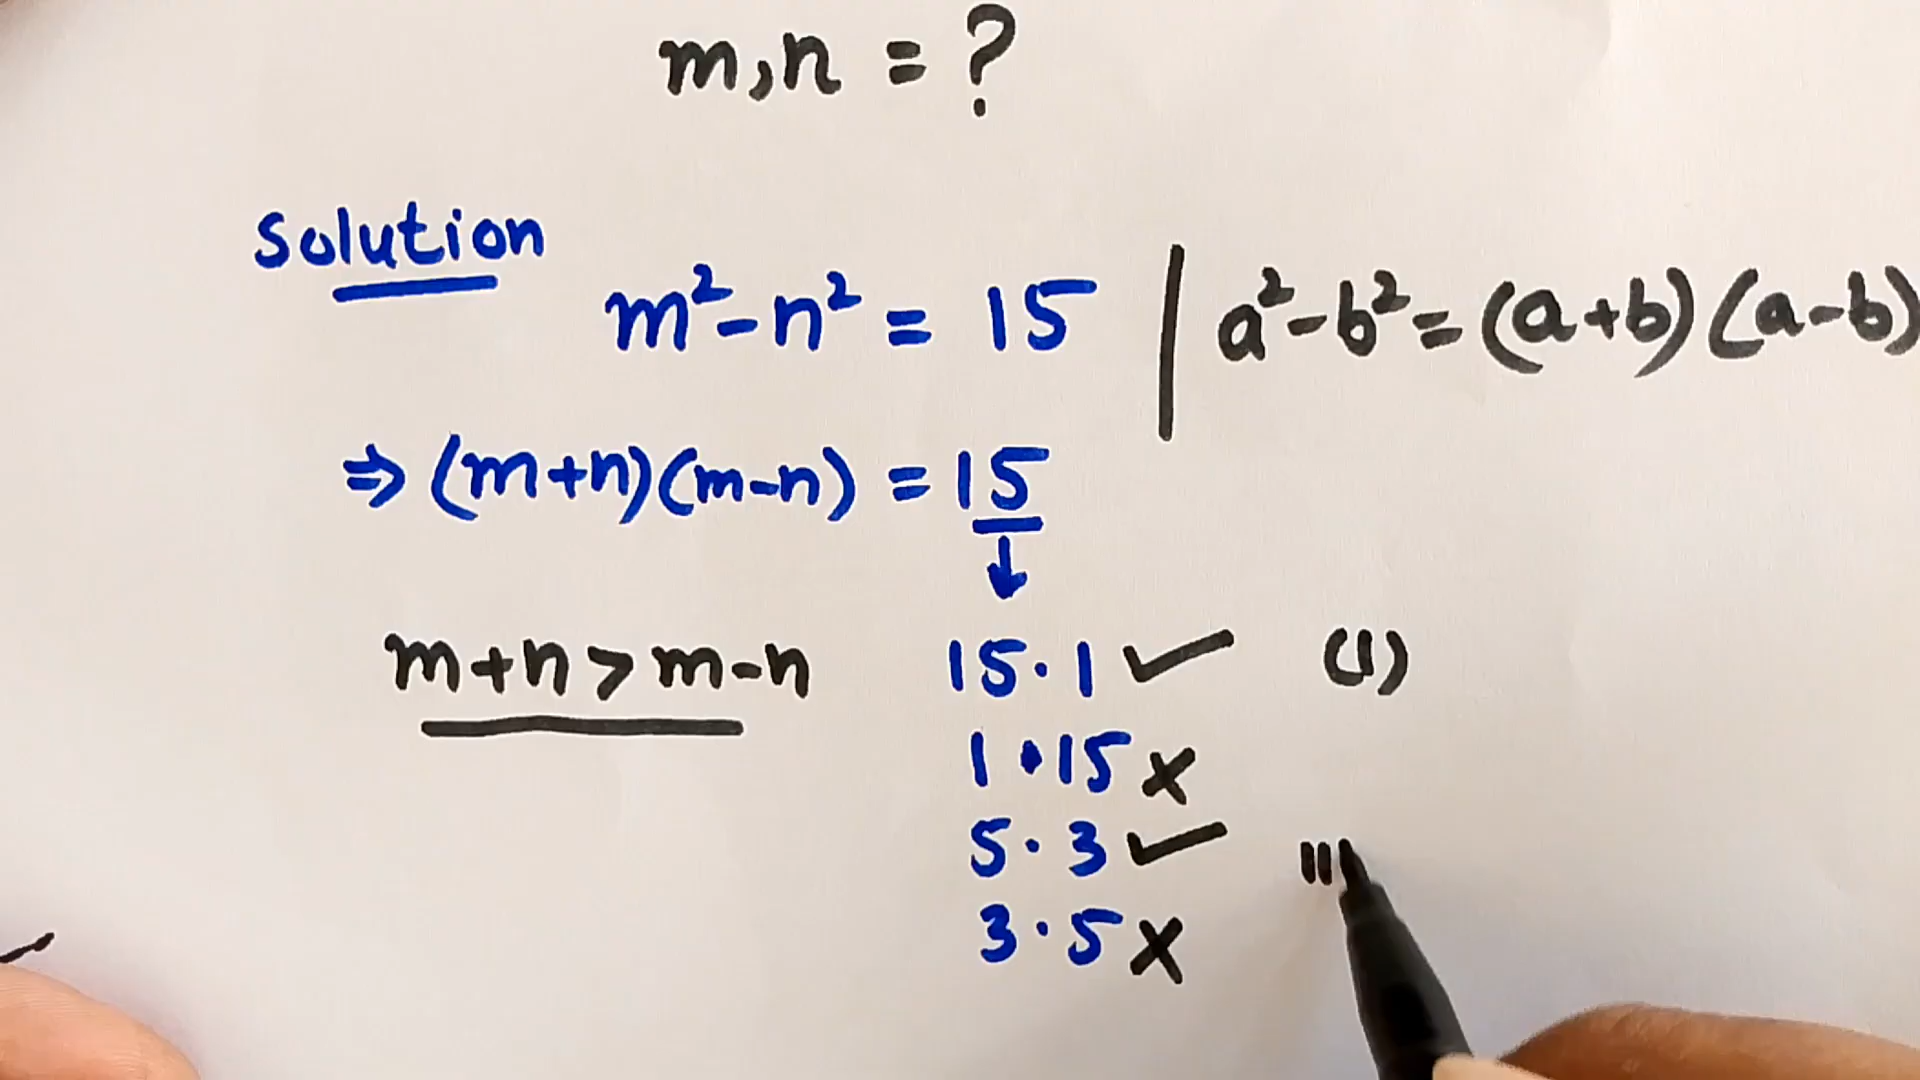 m,n = ?
Solution
m² - n² = 15 | a² - b² = (a+b)(a-b)
⇒ (m+n)(m-n) = 15
↓
m+n > m-n 15·1 ✓ (1)
1·15 ×
5·3 ✓
3·5 ×